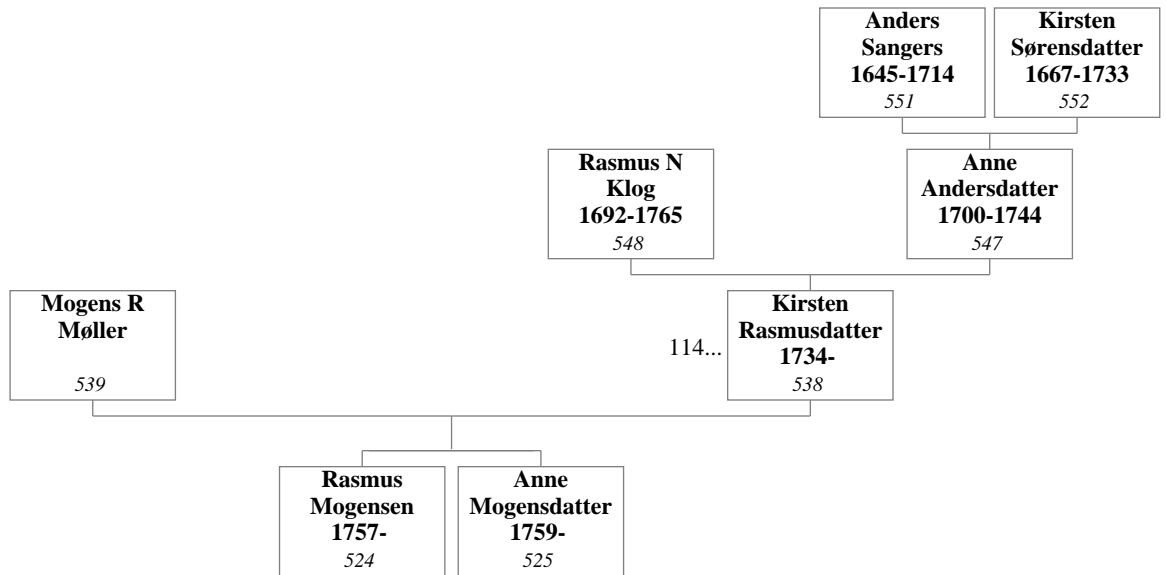 Anders
Sangers
1645-1714
551
Kirsten
Sørensdatter
1667-1733
552
Rasmus N
Klog
1692-1765
548
Anne
Andersdatter
1700-1744
547
Mogens R
Møller
539
114...
Kirsten
Rasmusdatter
1734-
538
Rasmus
Mogensen
1757-
524
Anne
Mogensdatter
1759-
525